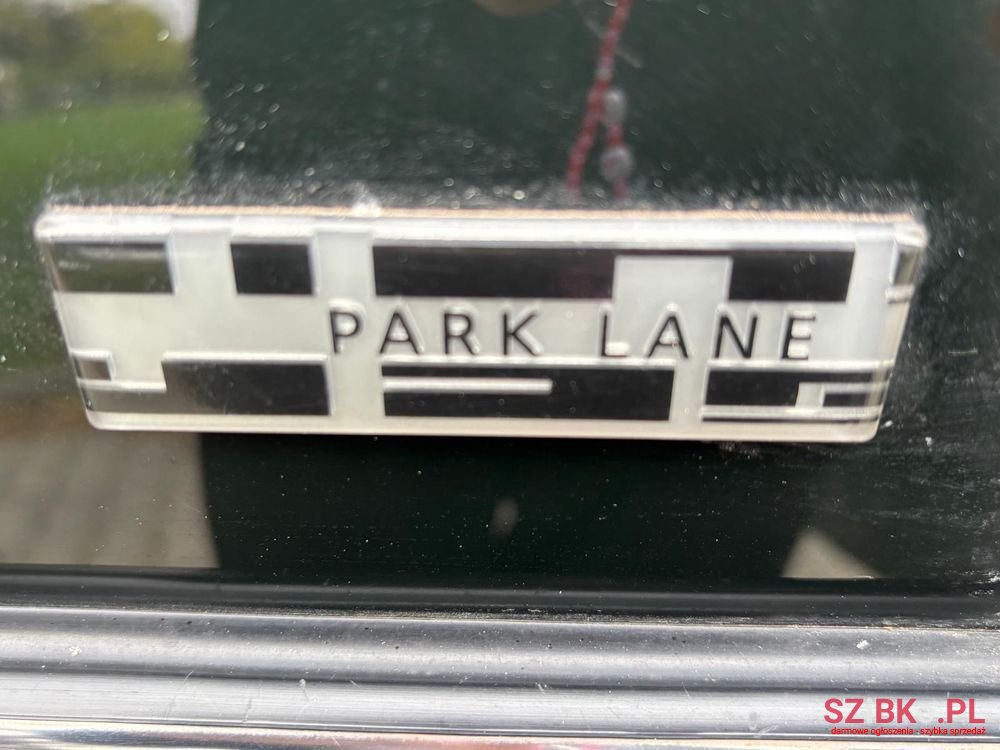 PARK LANE
SZ BK .PL
darmowe ogłoszenia - szybka sprzedaż